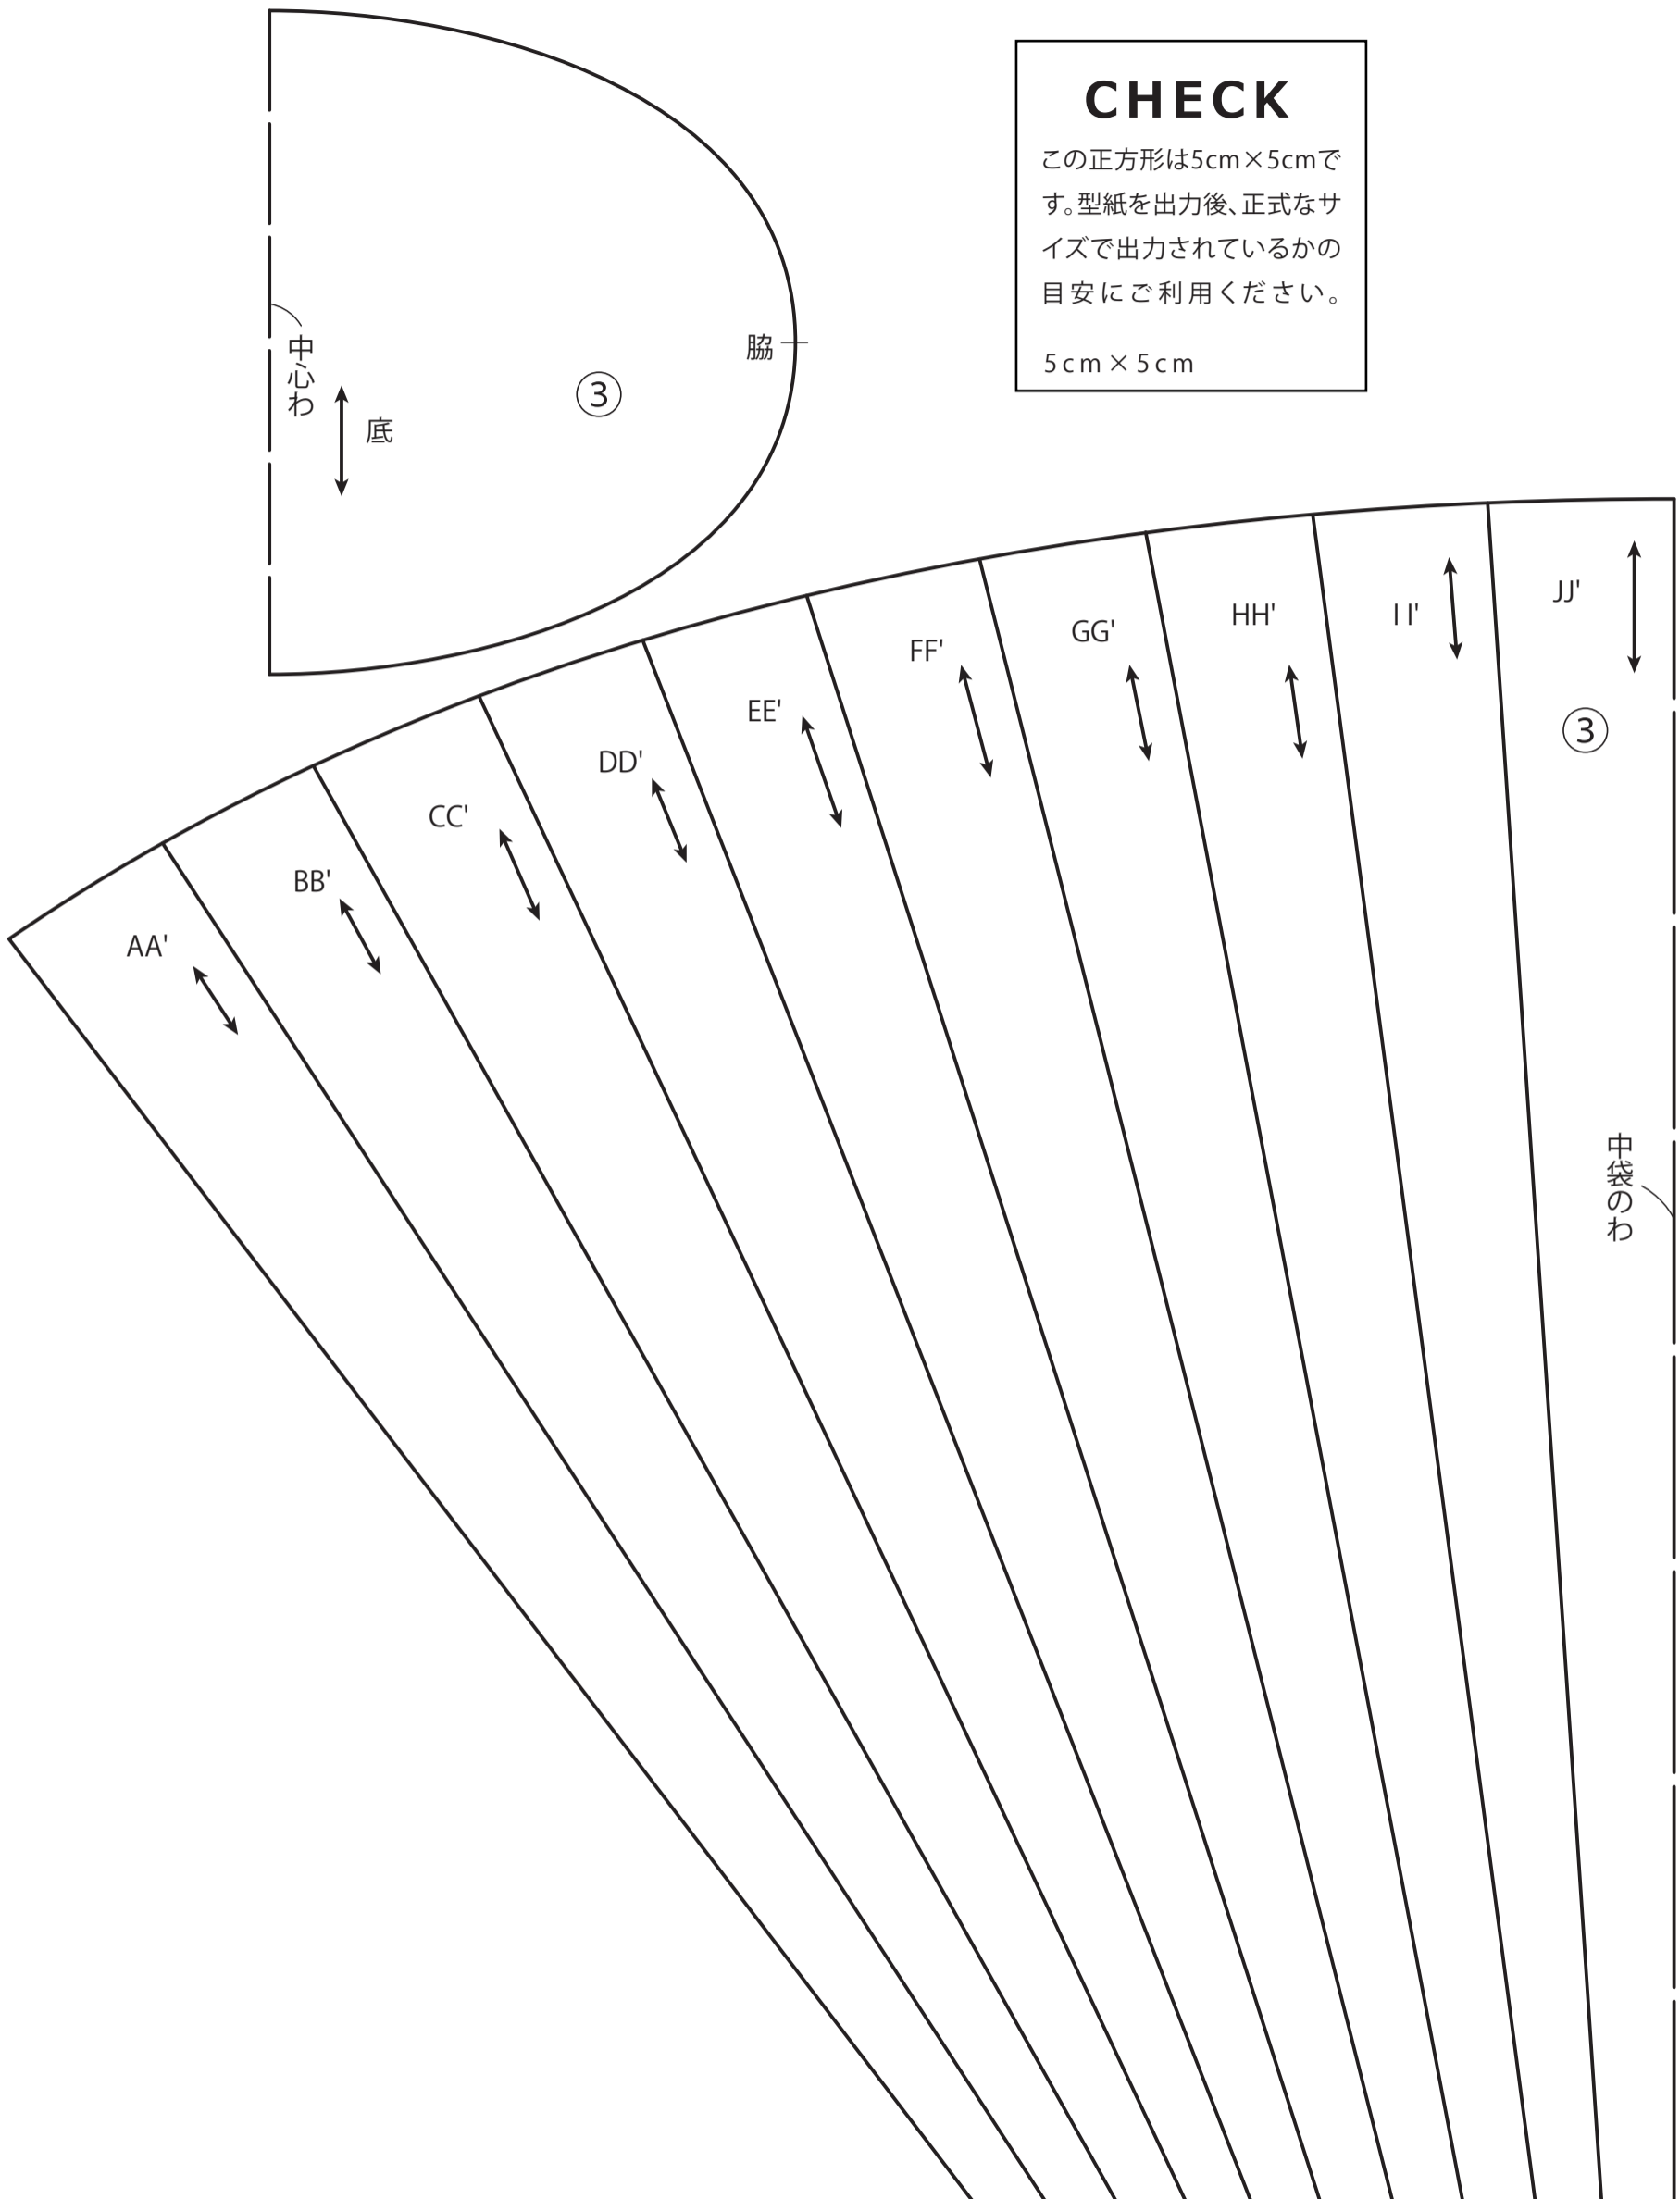 CHECK
この正方形は5cm×5cmで
す。型紙を出力後、正式なサ
イズで出力されているかの
目安にご利用ください。
5cm×5cm
中心わ
底
③
脇
AA'
BB'
CC'
DD'
EE'
FF'
GG'
HH'
II'
JJ'
③
中袋のわ